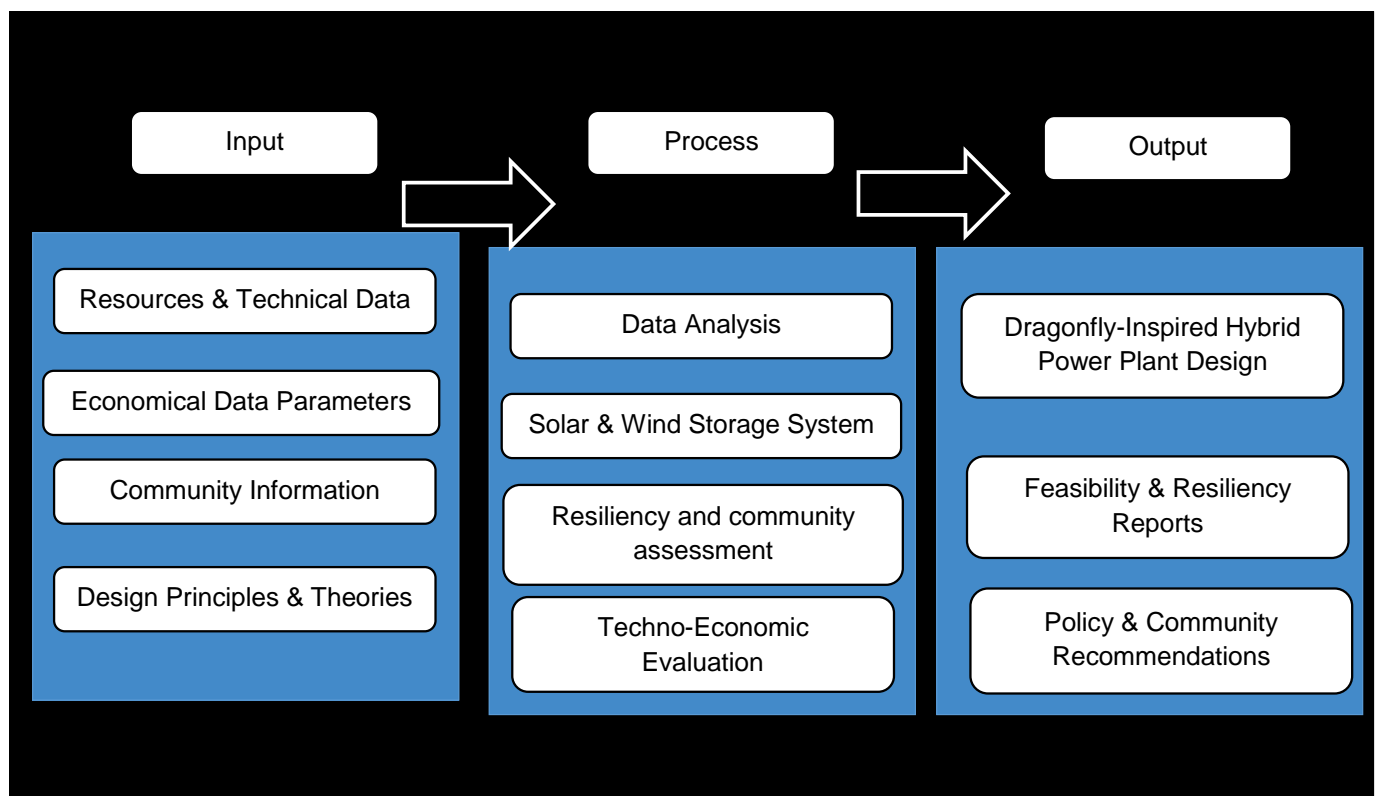 Input
Process
Output
Resources & Technical Data
Economical Data Parameters
Community Information
Design Principles & Theories
Data Analysis
Solar & Wind Storage System
Resiliency and community
assessment
Techno-Economic
Evaluation
Dragonfly-Inspired Hybrid
Power Plant Design
Feasibility & Resiliency
Reports
Policy & Community
Recommendations